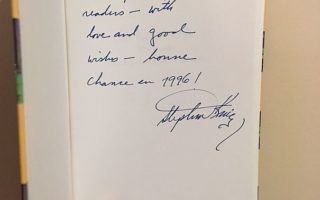 readers — with
love and good
wishes — bonne
chance en 1996!
Stephen King